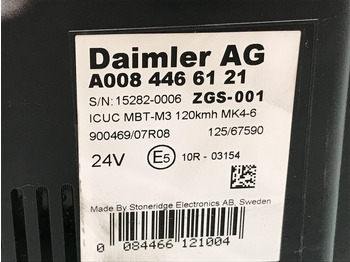 Daimler AG
A008 446 61 21
S/N: 15282-0006 ZGS-001
ICUC MBT-M3 120kmh MK4-6
900469/07R08 125/67590
24V E5 10R - 03154
Made By Stoneridge Electronics AB, Sweden
0 084466 121004